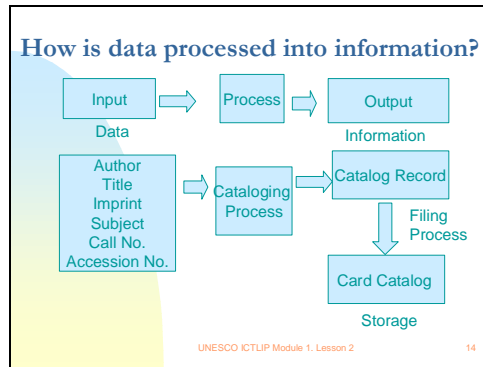 How is data processed into information?
Input
Process
Output
Data
Information
Author
Title
Imprint
Subject
Call No.
Accession No.
Cataloging
Process
Catalog Record
Filing
Process
Card Catalog
Storage
UNESCO ICTLIP Module 1. Lesson 2
14